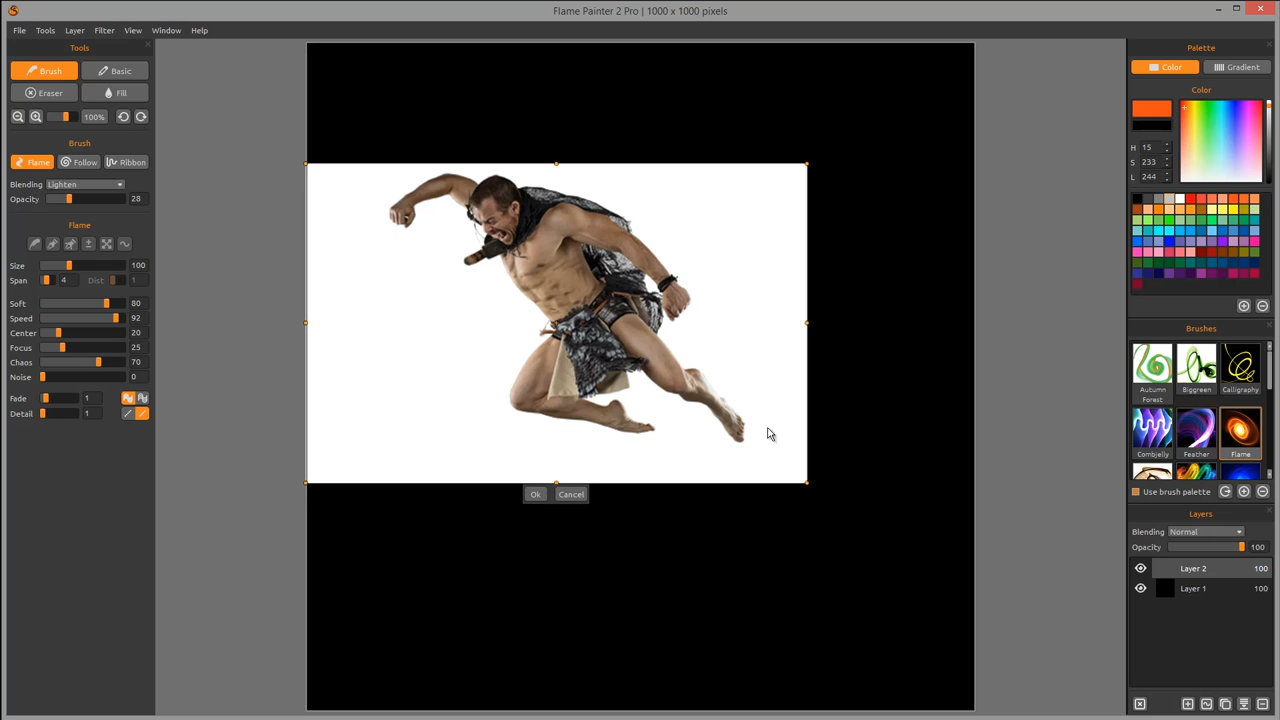 Flame Painter 2 Pro | 1000 x 1000 pixels
File Tools Layer Filter View Window Help
Tools
Brush Basic
Eraser Fill
100%
Brush
Flame Follow Ribbon
Blending Lighten
Opacity 28
Flame
Size 100
Span 4 Dist 1
Soft 80
Speed 92
Center 20
Focus 25
Chaos 70
Noise 0
Fade 1
Detail 1
Ok Cancel
Palette
Color Gradient
Color
H 15
S 233
L 244
Brushes
Autumn Forest Biggreen Calligraphy
Combjelly Feather Flame
Use brush palette
Layers
Blending Normal
Opacity 100
Layer 2 100
Layer 1 100